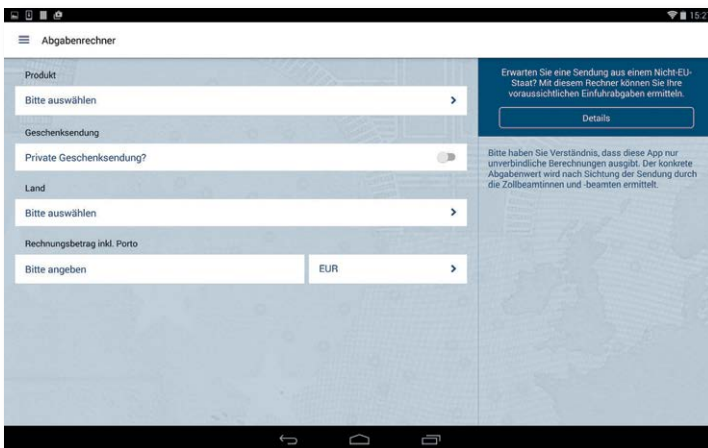 15:2
Abgabenrechner
Produkt
Bitte auswählen
Geschenksendung
Private Geschenksendung?
Land
Bitte auswählen
Rechnungsbetrag inkl. Porto
Bitte angeben
EUR
Erwarten Sie eine Sendung aus einem Nicht-EU-
Staat? Mit diesem Rechner können Sie Ihre
voraussichtlichen Einfuhrabgaben ermitteln.
Details
Bitte haben Sie Verständnis, dass diese App nur
unverbindliche Berechnungen ausgibt. Der konkrete
Abgabenwert wird nach Sichtung der Sendung durch
die Zollbeamtinnen und -beamten ermittelt.